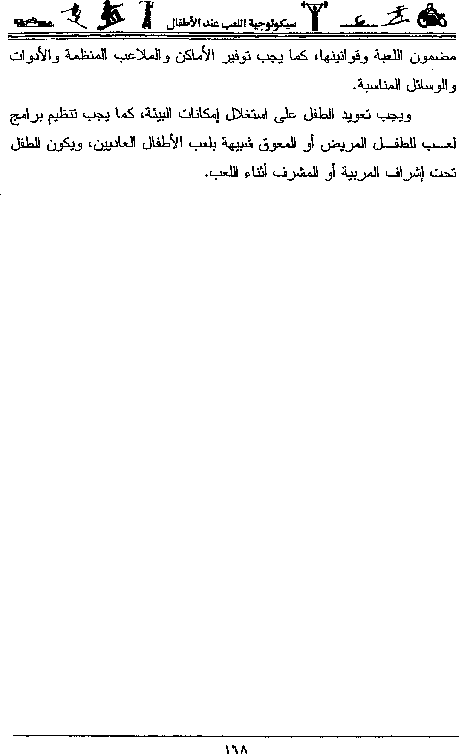 سيكولوجية اللعب عند الأطفال
مضمون اللعبة وقوانينها، كما يجب توفير الأماكن والملاعب المنظمة والأدوات
والوسائل المناسبة.
ويجب تعويد الطفل على استغلال إمكانات البيئة، كما يجب تنظيم برامج
لعب للطفل المريض أو المعوق شبيهة بلعب الأطفال العاديين، ويكون الطفل
تحت إشراف المربية أو المشرف أثناء اللعب.
١٦٨